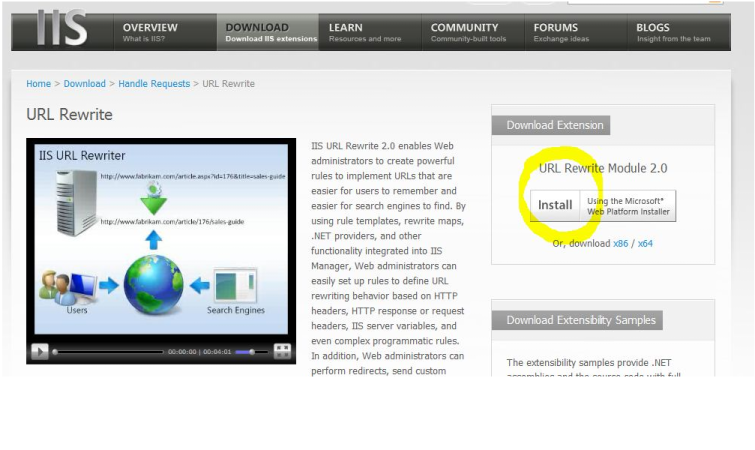 IIS
OVERVIEW
What is IIS?
DOWNLOAD
Download IIS extensions
LEARN
Resources and more
COMMUNITY
Community-built tools
FORUMS
Exchange ideas
BLOGS
Insight from the team
Home > Download > Handle Requests > URL Rewrite
URL Rewrite
IIS URL Rewriter
http://www.fabrikam.com/article.aspx?id=176&title=sales-guide
http://www.fabrikam.com/article/176/sales-guide
Users
Search Engines
00:00:00 | 00:04:01
IIS URL Rewrite 2.0 enables Web
administrators to create powerful
rules to implement URLs that are
easier for users to remember and
easier for search engines to find. By
using rule templates, rewrite maps,
.NET providers, and other
functionality integrated into IIS
Manager, Web administrators can
easily set up rules to define URL
rewriting behavior based on HTTP
headers, HTTP response or request
headers, IIS server variables, and
even complex programmatic rules.
In addition, Web administrators can
perform redirects, send custom
Download Extension
URL Rewrite Module 2.0
Install
Using the Microsoft®
Web Platform Installer
Or, download x86 / x64
Download Extensibility Samples
The extensibility samples provide .NET
assemblies and the source code with full